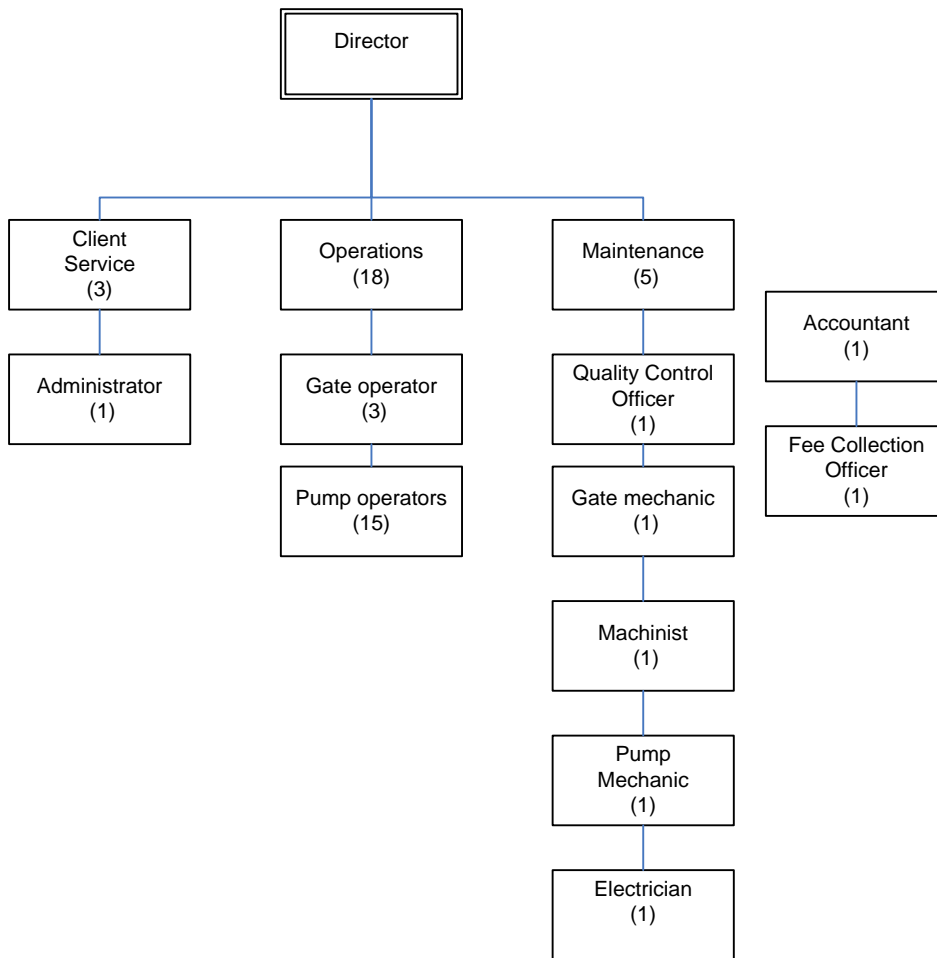 Director
Client
Service
(3)
Operations
(18)
Maintenance
(5)
Accountant
(1)
Administrator
(1)
Gate operator
(3)
Quality Control
Officer
(1)
Fee Collection
Officer
(1)
Pump operators
(15)
Gate mechanic
(1)
Machinist
(1)
Pump
Mechanic
(1)
Electrician
(1)